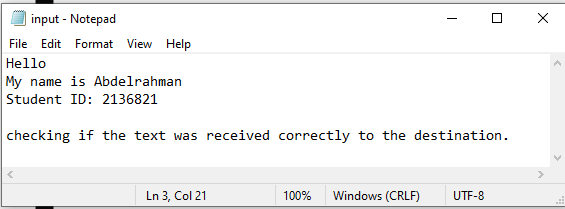 input - Notepad
File Edit Format View Help
Hello
My name is Abdelrahman
Student ID: 2136821
checking if the text was received correctly to the destination.
Ln 3, Col 21 100% Windows (CRLF) UTF-8